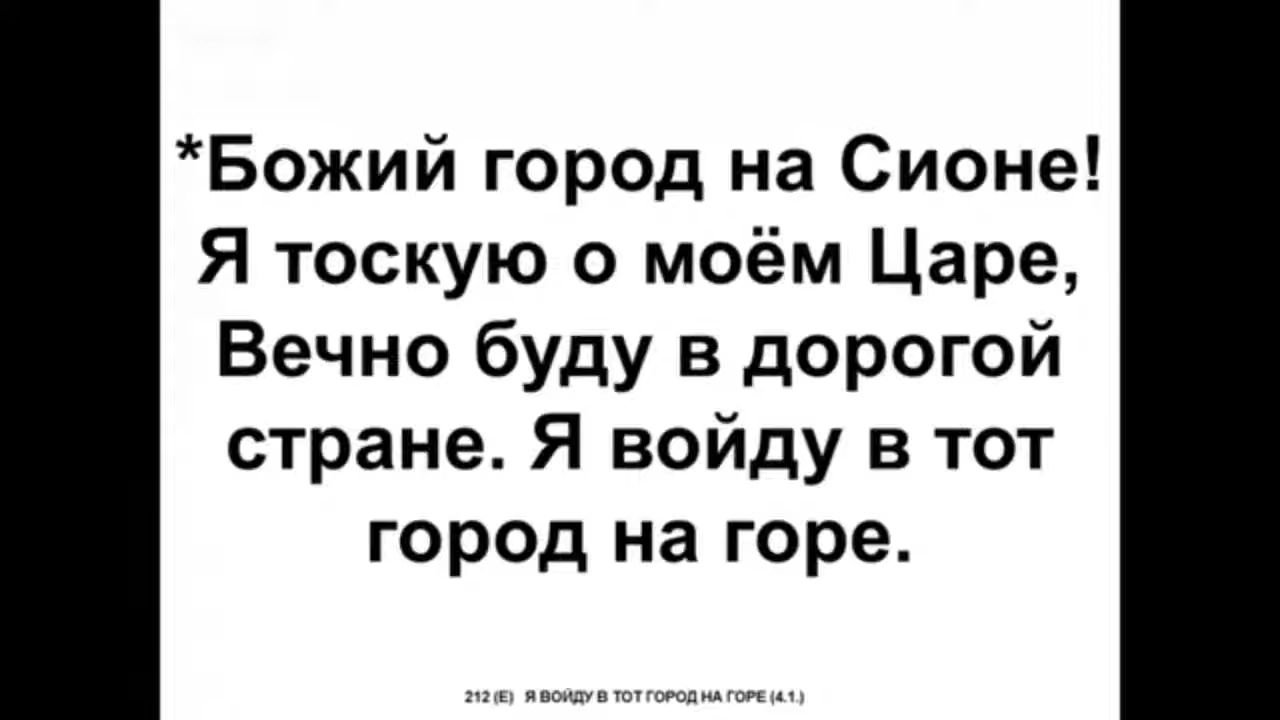 *Божий город на Сионе!
Я тоскую о моём Царе,
Вечно буду в дорогой
стране. Я войду в тот
город на горе.
212 (Е) Я ВОЙДУ В ТОТ ГОРОД НА ГОРЕ (4.1.)